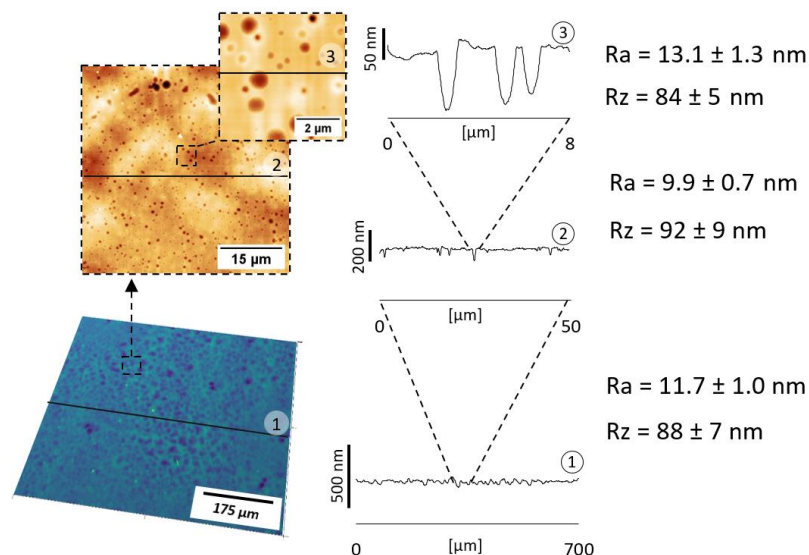 3
2 µm
2
15 µm
1
175 µm
50 nm
3
[µm]
0
8
Ra = 13.1 ± 1.3 nm
Rz = 84 ± 5 nm
200 nm
2
[µm]
0
50
Ra = 9.9 ± 0.7 nm
Rz = 92 ± 9 nm
500 nm
1
[µm]
0
700
Ra = 11.7 ± 1.0 nm
Rz = 88 ± 7 nm